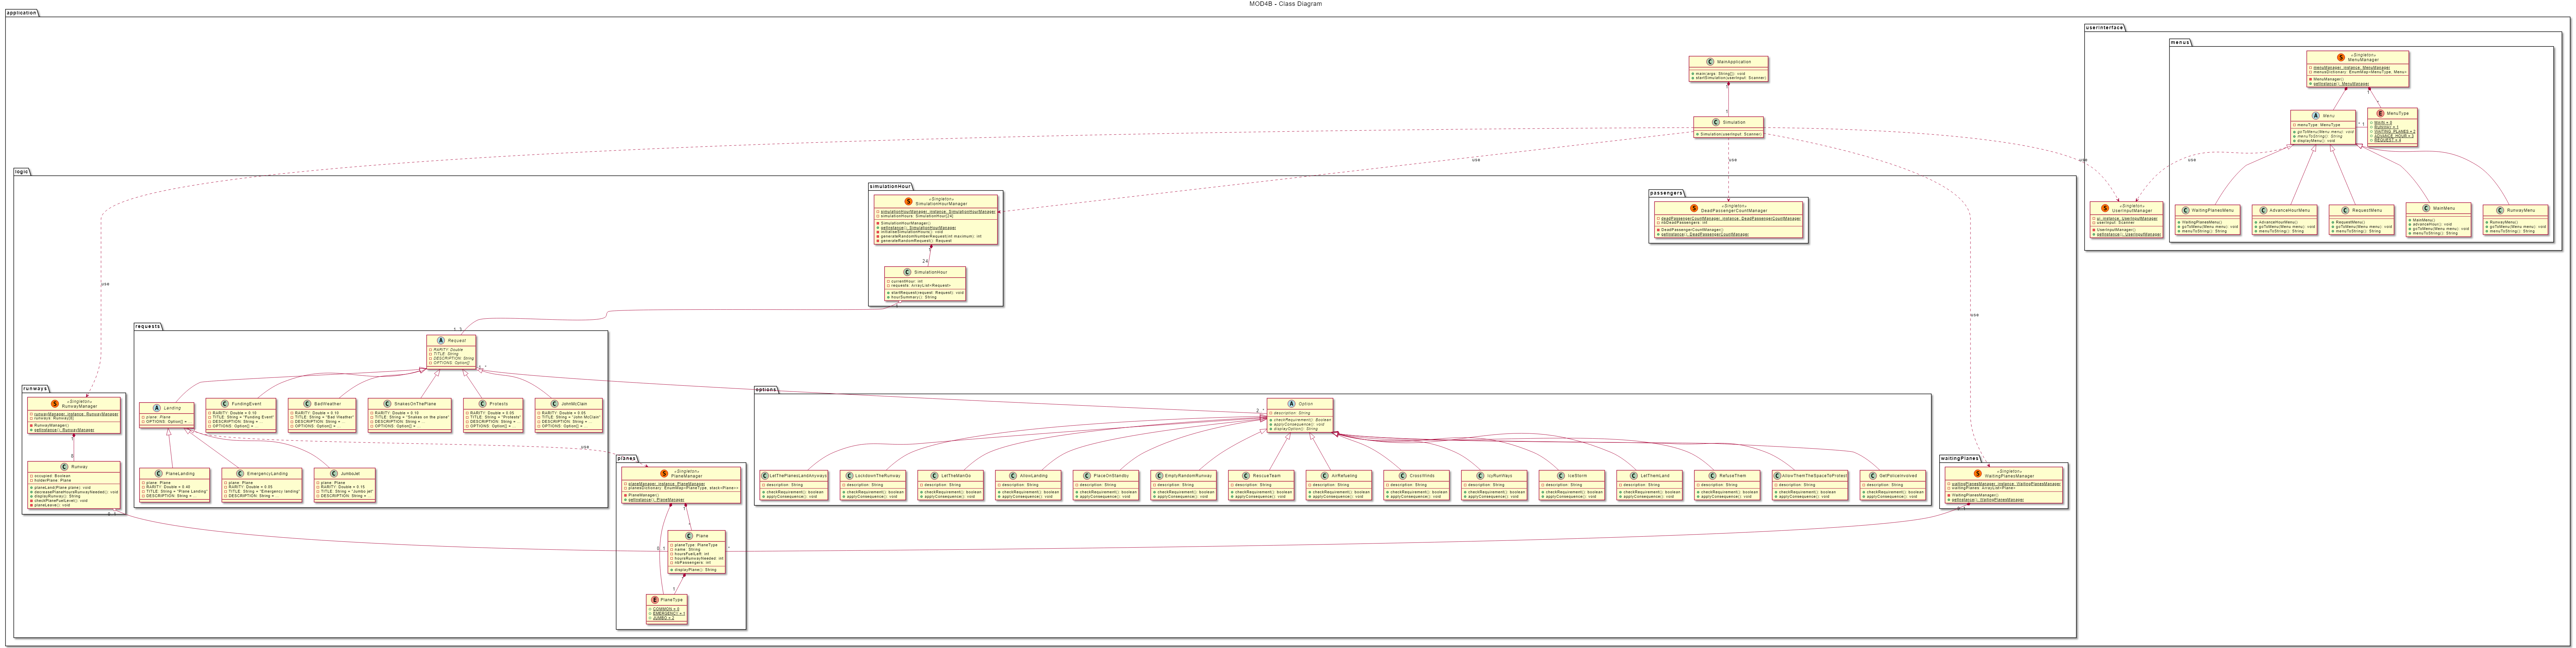 MOD4B - Class Diagram
application
userinterface
menus
«Singleton»
MenuManager
menuManager_instance: MenuManager
menusDictionary: EnumMap<MenuType, Menu>
MenuManager()
getInstance(): MenuManager
MainApplication
main(args: String[]): void
startSimulation(userInput: Scanner)
Menu
menuType: MenuType
goToMenu(Menu menu): void
menuToString(): String
displayMenu(): void
MenuType
MAIN = 0
RUNWAY = 1
WAITING_PLANES = 2
ADVANCE_HOUR = 3
REQUEST = 4
Simulation
Simulation(userInput: Scanner)
use
use
use
use
logic
simulationHour
«Singleton»
SimulationHourManager
simulationHourManager_instance: SimulationHourManager
simulationHours: SimulationHour[24]
SimulationHourManager()
getInstance(): SimulationHourManager
initialiseSimulationHours(): void
generateRandomNumberRequest(int maximum): int
generateRandomRequest(): Request
24
SimulationHour
currentHour: int
requests: ArrayList<Request>
startRequest(request: Request): void
hourSummary(): String
passengers
«Singleton»
DeadPassengerCountManager
deadPassengerCountManager_instance: DeadPassengerCountManager
nbDeadPassengers: int
DeadPassengerCountManager()
getInstance(): DeadPassengerCountManager
«Singleton»
UserInputManager
ui_instance: UserInputManager
userInput: Scanner
UserInputManager()
getInstance(): UserInputManager
WaitingPlanesMenu
WaitingPlanesMenu()
goToMenu(Menu menu): void
menuToString(): String
AdvanceHourMenu
AdvanceHourMenu()
goToMenu(Menu menu): void
menuToString(): String
RequestMenu
RequestMenu()
goToMenu(Menu menu): void
menuToString(): String
MainMenu
MainMenu()
advanceHour(): void
goToMenu(Menu menu): void
menuToString(): String
RunwayMenu
RunwayMenu()
goToMenu(Menu menu): void
menuToString(): String
use
use
requests
Request
RARITY: Double
TITLE: String
DESCRIPTION: String
OPTIONS: Option[]
Landing
plane: Plane
OPTIONS: Option[] = ...
FundingEvent
RARITY: Double = 0.10
TITLE: String = "Funding Event"
DESCRIPTION: String = ...
OPTIONS: Option[] = ...
BadWeather
RARITY: Double = 0.15
TITLE: String = "Bad Weather"
DESCRIPTION: String = ...
OPTIONS: Option[] = ...
SnakesOnThePlane
RARITY: Double = 0.10
TITLE: String = "Snakes on the plane"
DESCRIPTION: String = ...
OPTIONS: Option[] = ...
Protests
RARITY: Double = 0.05
TITLE: String = "Protests"
DESCRIPTION: String = ...
OPTIONS: Option[] = ...
JohnMcClain
RARITY: Double = 0.05
TITLE: String = "John McClain"
DESCRIPTION: String = ...
OPTIONS: Option[] = ...
PlaneLanding
plane: Plane
RARITY: Double = 0.40
TITLE: String = "Plane Landing"
DESCRIPTION: String = ...
EmergencyLanding
plane: Plane
RARITY: Double = 0.05
TITLE: String = "Emergency landing"
DESCRIPTION: String = ...
JumboJet
plane: Plane
RARITY: Double = 0.15
TITLE: String = "Jumbo jet"
DESCRIPTION: String = ...
use
runways
«Singleton»
RunwayManager
runwayManager_instance: RunwayManager
runways: Runway[8]
RunwayManager()
getInstance(): RunwayManager
8
Runway
occupied: Boolean
holderPlane: Plane
planeLand(Plane plane): void
decreasePlaneHoursRunwayNeeded(): void
displayRunway(): String
checkPlaneFuelLevel(): void
planeLeave(): void
planes
«Singleton»
PlaneManager
planeManager_instance: PlaneManager
planesDictionary: EnumMap<PlaneType, stack<Plane>>
PlaneManager()
getInstance(): PlaneManager
Plane
planeType: PlaneType
name: String
hoursFuelLeft: int
hoursRunwayNeeded: int
nbPassengers: int
displayPlane(): String
PlaneType
COMMON = 0
EMERGENCY = 1
JUMBO = 2
options
Option
description: String
checkRequirement(): Boolean
applyConsequence(): void
displayOption(): String
LetThePlanesLandAnyways
description: String
checkRequirement(): boolean
applyConsequence(): void
LockdownTheRunway
description: String
checkRequirement(): boolean
applyConsequence(): void
LetTheManGo
description: String
checkRequirement(): boolean
applyConsequence(): void
AllowLanding
description: String
checkRequirement(): boolean
applyConsequence(): void
PlaceOnStandby
description: String
checkRequirement(): boolean
applyConsequence(): void
EmptyRandomRunway
description: String
checkRequirement(): boolean
applyConsequence(): void
RescueTeam
description: String
checkRequirement(): boolean
applyConsequence(): void
AirRefueling
description: String
checkRequirement(): boolean
applyConsequence(): void
CrossWinds
description: String
checkRequirement(): boolean
applyConsequence(): void
IcyRunWays
description: String
checkRequirement(): boolean
applyConsequence(): void
IceStorm
description: String
checkRequirement(): boolean
applyConsequence(): void
LetThemLand
description: String
checkRequirement(): boolean
applyConsequence(): void
RefuseThem
description: String
checkRequirement(): boolean
applyConsequence(): void
AllowThemTheSpaceToProtest
description: String
checkRequirement(): boolean
applyConsequence(): void
GetPoliceInvolved
description: String
checkRequirement(): boolean
applyConsequence(): void
waitingPlanes
«Singleton»
WaitingPlanesManager
waitingPlanesManager_instance: WaitingPlanesManager
waitingPlanes: ArrayList<Plane>
WaitingPlanesManager()
getInstance(): WaitingPlanesManager